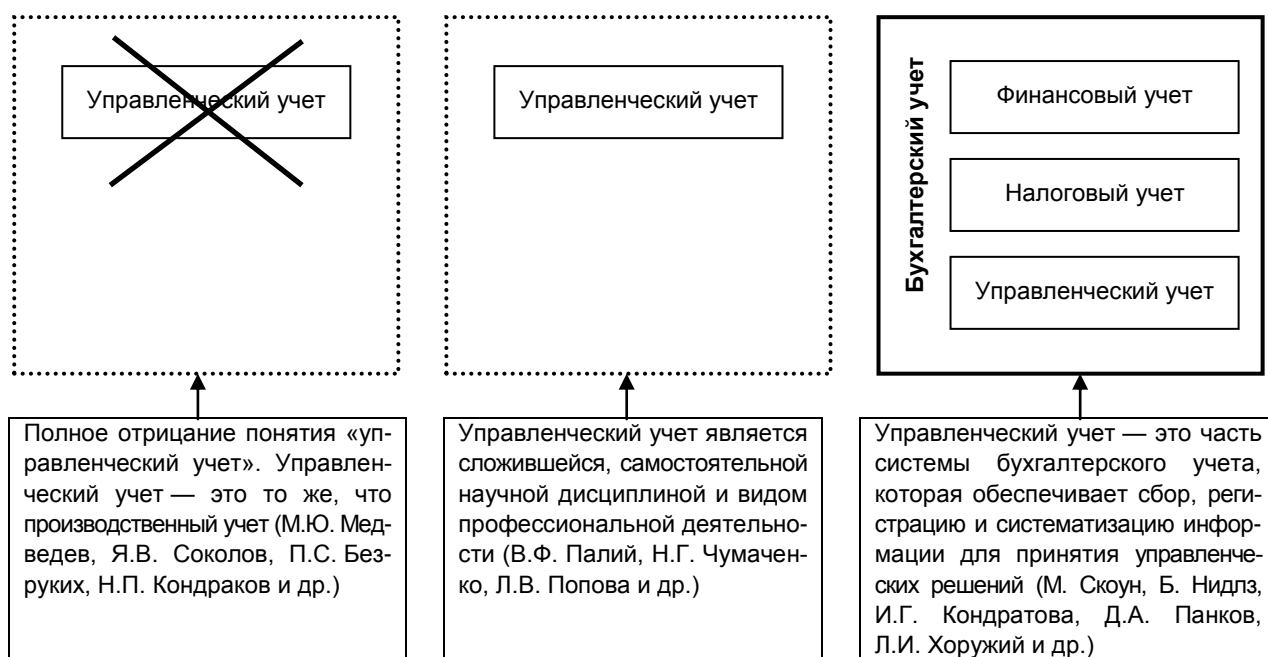 Управленческий учет
Управленческий учет
Бухгалтерский учет
Финансовый учет
Налоговый учет
Управленческий учет
Полное отрицание понятия «уп-
равленческий учет». Управлен-
ческий учет — это то же, что
производственный учет (М.Ю. Мед-
ведев, Я.В. Соколов, П.С. Без-
руких, Н.П. Кондраков и др.)
Управленческий учет является
сложившейся, самостоятельной
научной дисциплиной и видом
профессиональной деятельно-
сти (В.Ф. Палий, Н.Г. Чумачен-
ко, Л.В. Попова и др.)
Управленческий учет — это часть
системы бухгалтерского учета,
которая обеспечивает сбор, реги-
страцию и систематизацию инфор-
мации для принятия управленче-
ских решений (М. Скоун, Б. Нидлз,
И.Г. Кондратова, Д.А. Панков,
Л.И. Хоружий и др.)